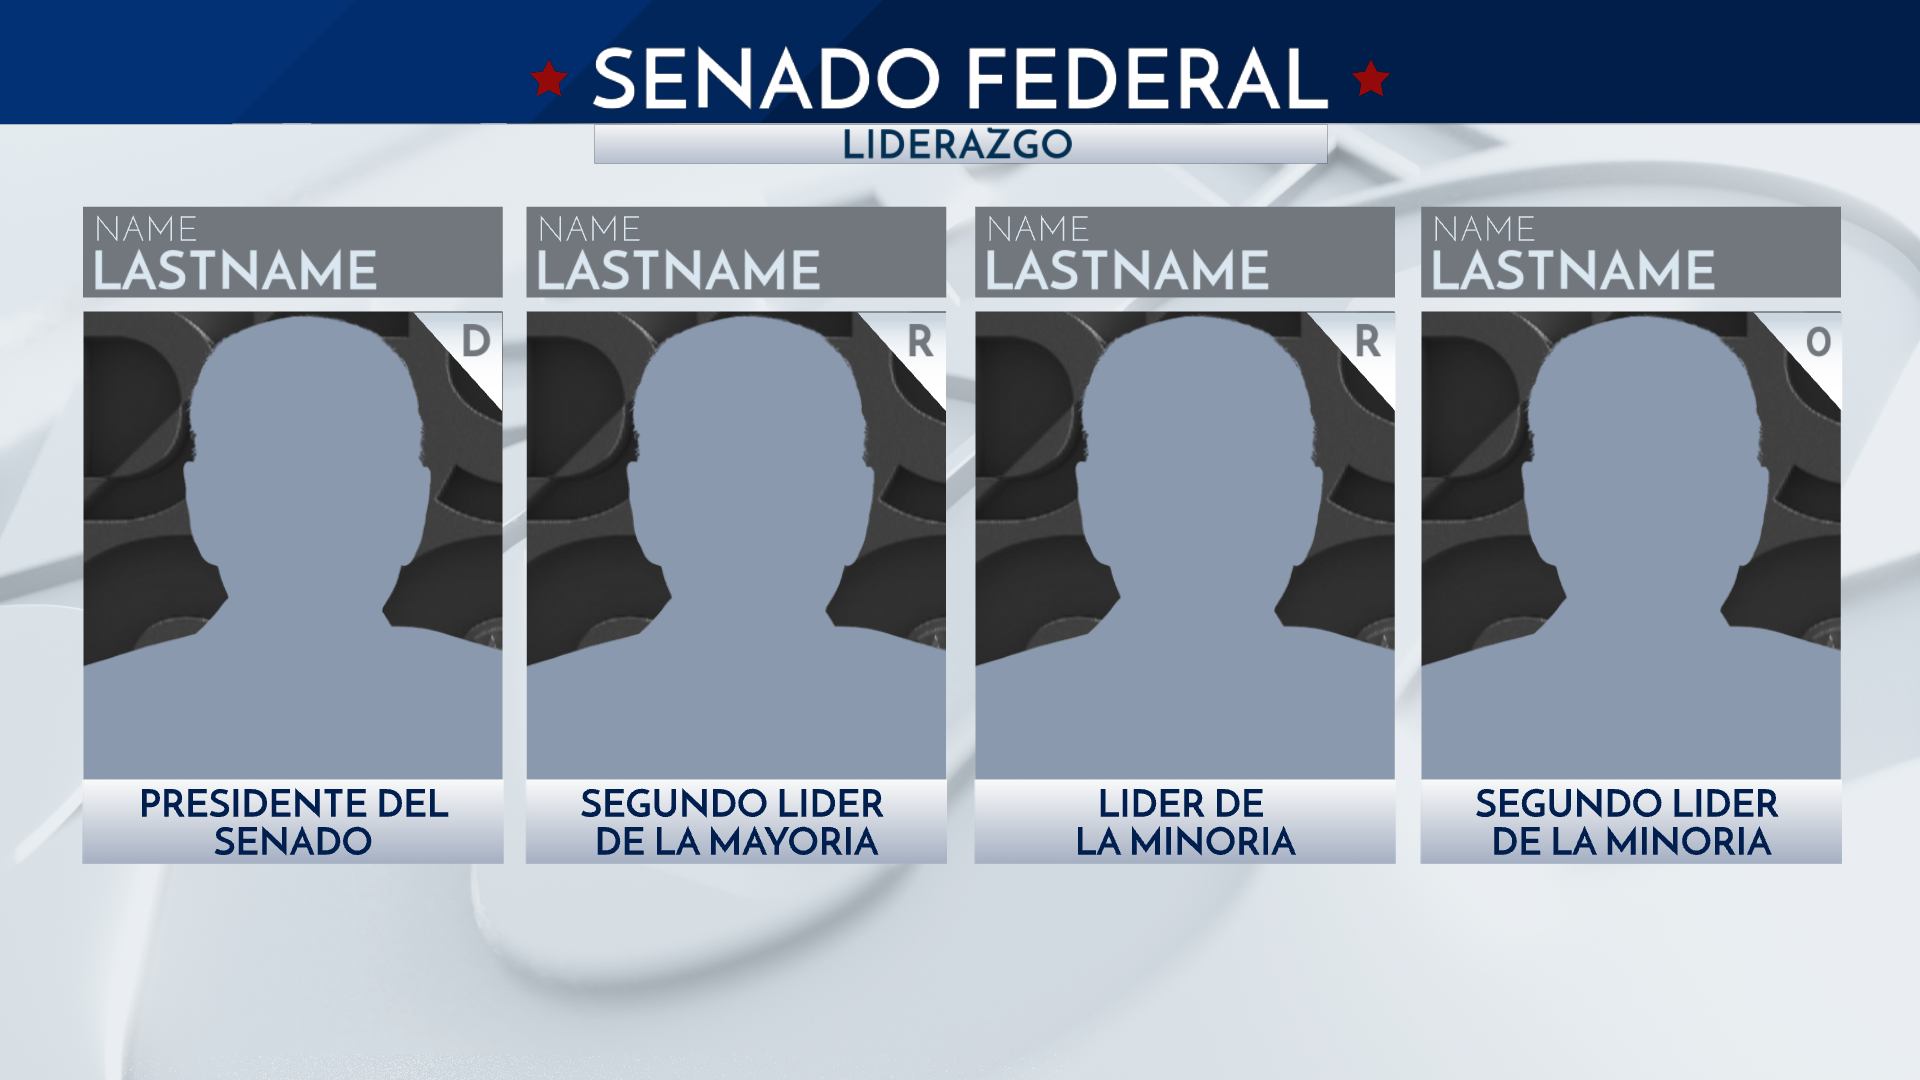 SENADO FEDERAL
LIDERAZGO
NAME
LASTNAME
D
PRESIDENTE DEL
SENADO
NAME
LASTNAME
R
SEGUNDO LIDER
DE LA MAYORIA
NAME
LASTNAME
R
LIDER DE
LA MINORIA
NAME
LASTNAME
O
SEGUNDO LIDER
DE LA MINORIA